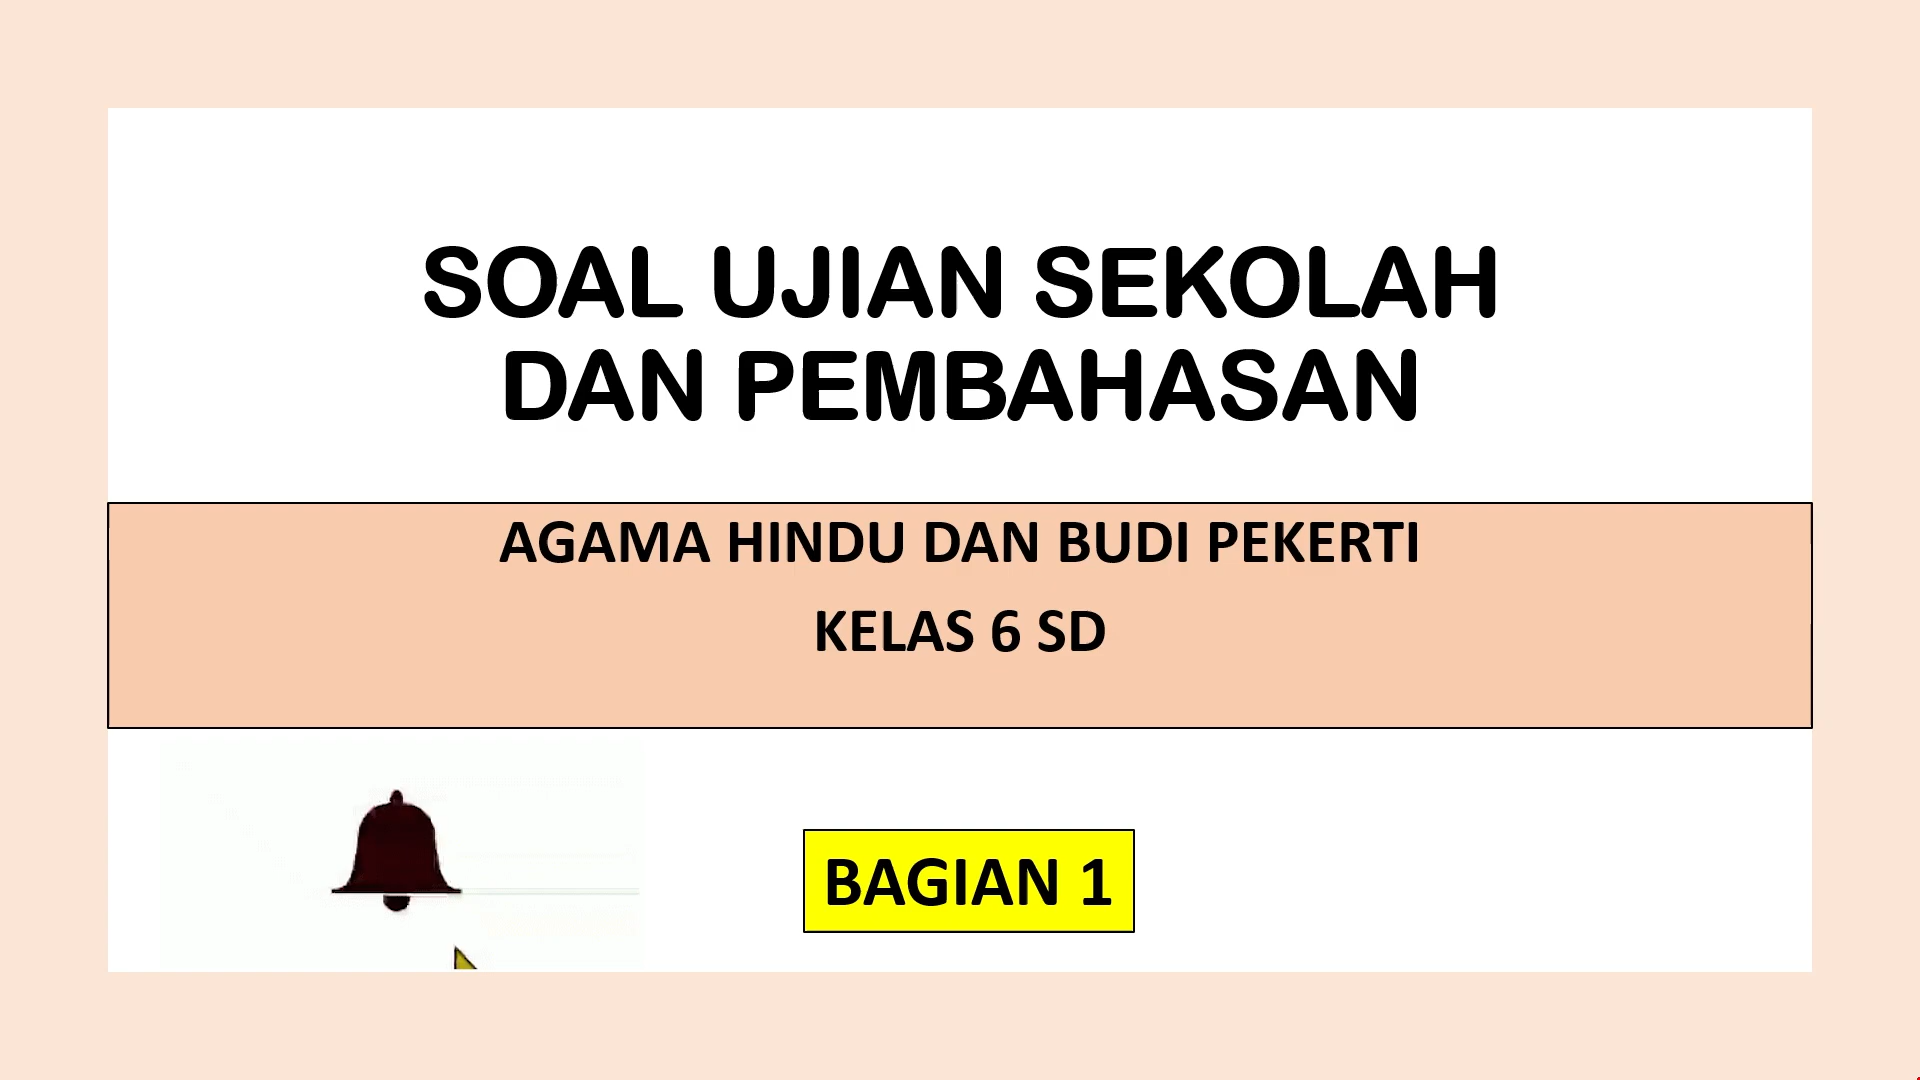 SOAL UJIAN SEKOLAH
DAN PEMBAHASAN
AGAMA HINDU DAN BUDI PEKERTI
KELAS 6 SD
BAGIAN 1